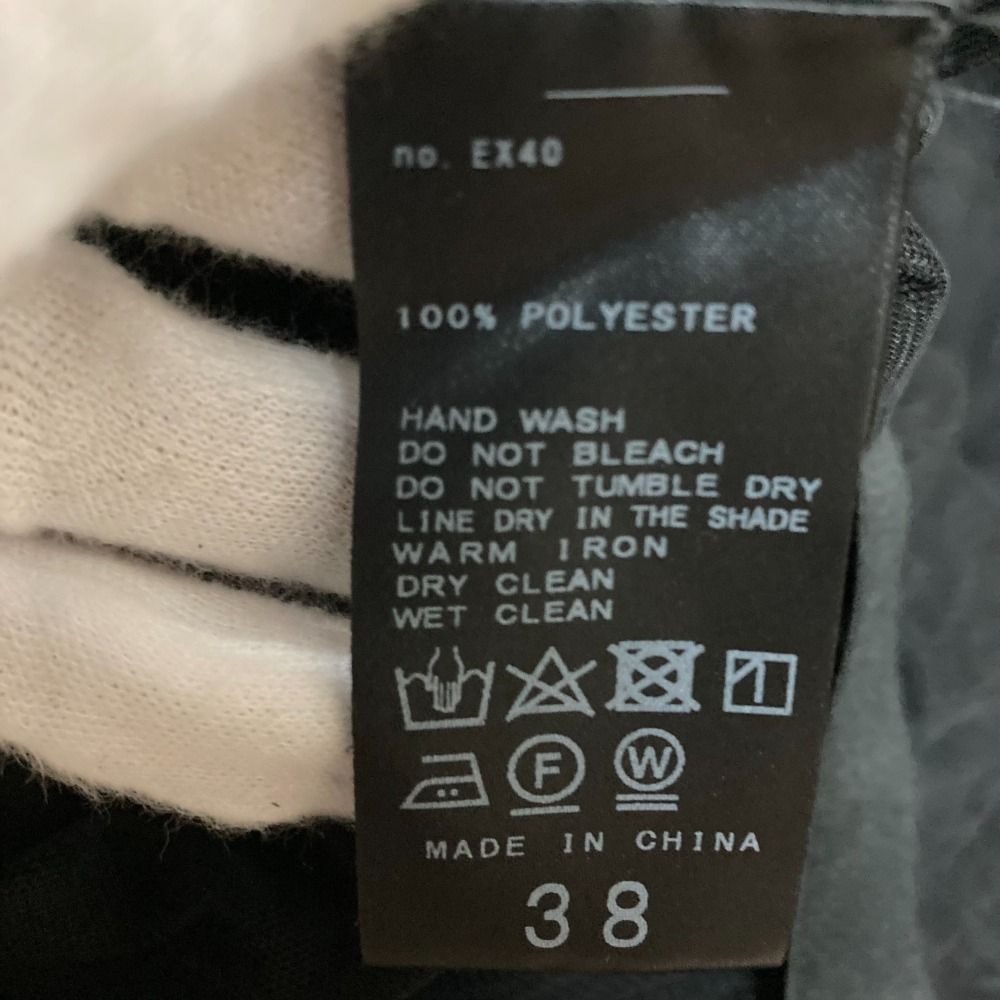 no. EX40
100% POLYESTER
HAND WASH
DO NOT BLEACH
DO NOT TUMBLE DRY
LINE DRY IN THE SHADE
WARM IRON
DRY CLEAN
WET CLEAN
F W
MADE IN CHINA
38